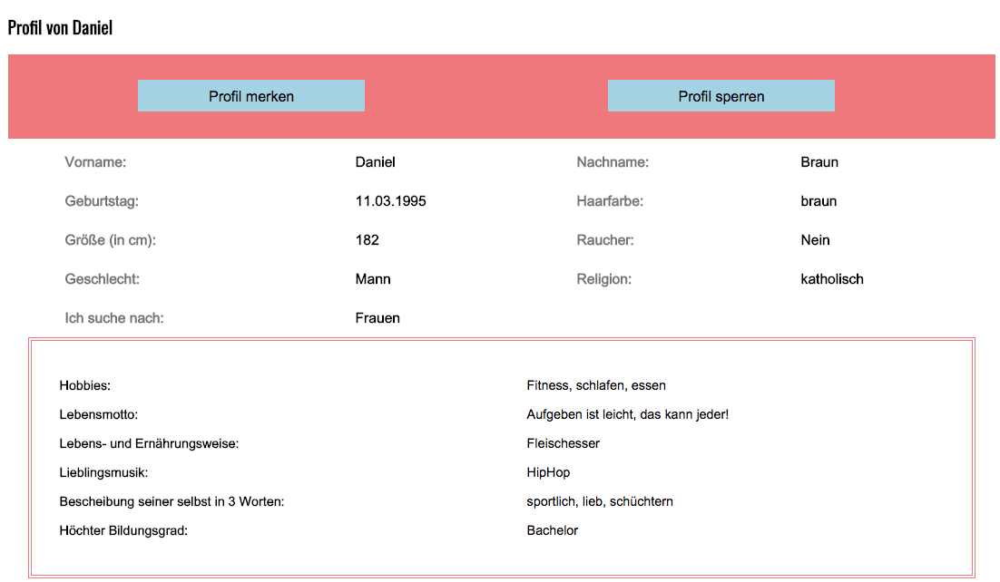 Profil von Daniel
Profil merken Profil sperren
Vorname: Daniel Nachname: Braun
Geburtstag: 11.03.1995 Haarfarbe: braun
Größe (in cm): 182 Raucher: Nein
Geschlecht: Mann Religion: katholisch
Ich suche nach: Frauen
Hobbies: Fitness, schlafen, essen
Lebensmotto: Aufgeben ist leicht, das kann jeder!
Lebens- und Ernährungsweise: Fleischesser
Lieblingsmusik: HipHop
Bescheibung seiner selbst in 3 Worten: sportlich, lieb, schüchtern
Höchter Bildungsgrad: Bachelor